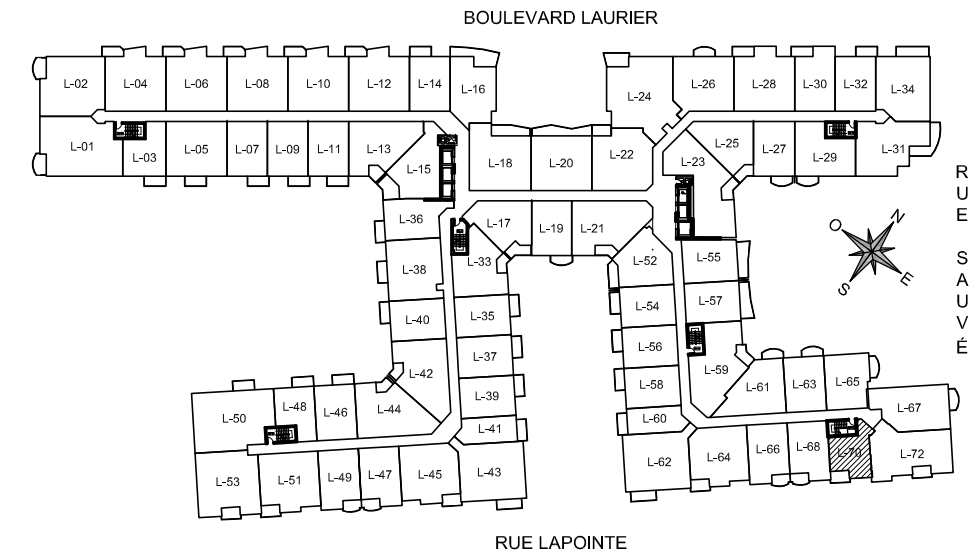 BOULEVARD LAURIER
L-02 L-04 L-06 L-08 L-10 L-12 L-14 L-16
L-24 L-26 L-28 L-30 L-32 L-34
L-01 L-03 L-05 L-07 L-09 L-11 L-13 L-15
L-18 L-20 L-22
L-23 L-25 L-27 L-29 L-31
L-17 L-19 L-21
L-36 L-38 L-40 L-42
L-33 L-35 L-37 L-39 L-41 L-43
L-52 L-54 L-56 L-58 L-60 L-62
L-55 L-57 L-59
L-50 L-48 L-46 L-44
L-53 L-51 L-49 L-47 L-45
L-61 L-63 L-65 L-67
L-64 L-66 L-68 L-70 L-72
RUE SAUVÉ
N
O
E
S
RUE LAPOINTE